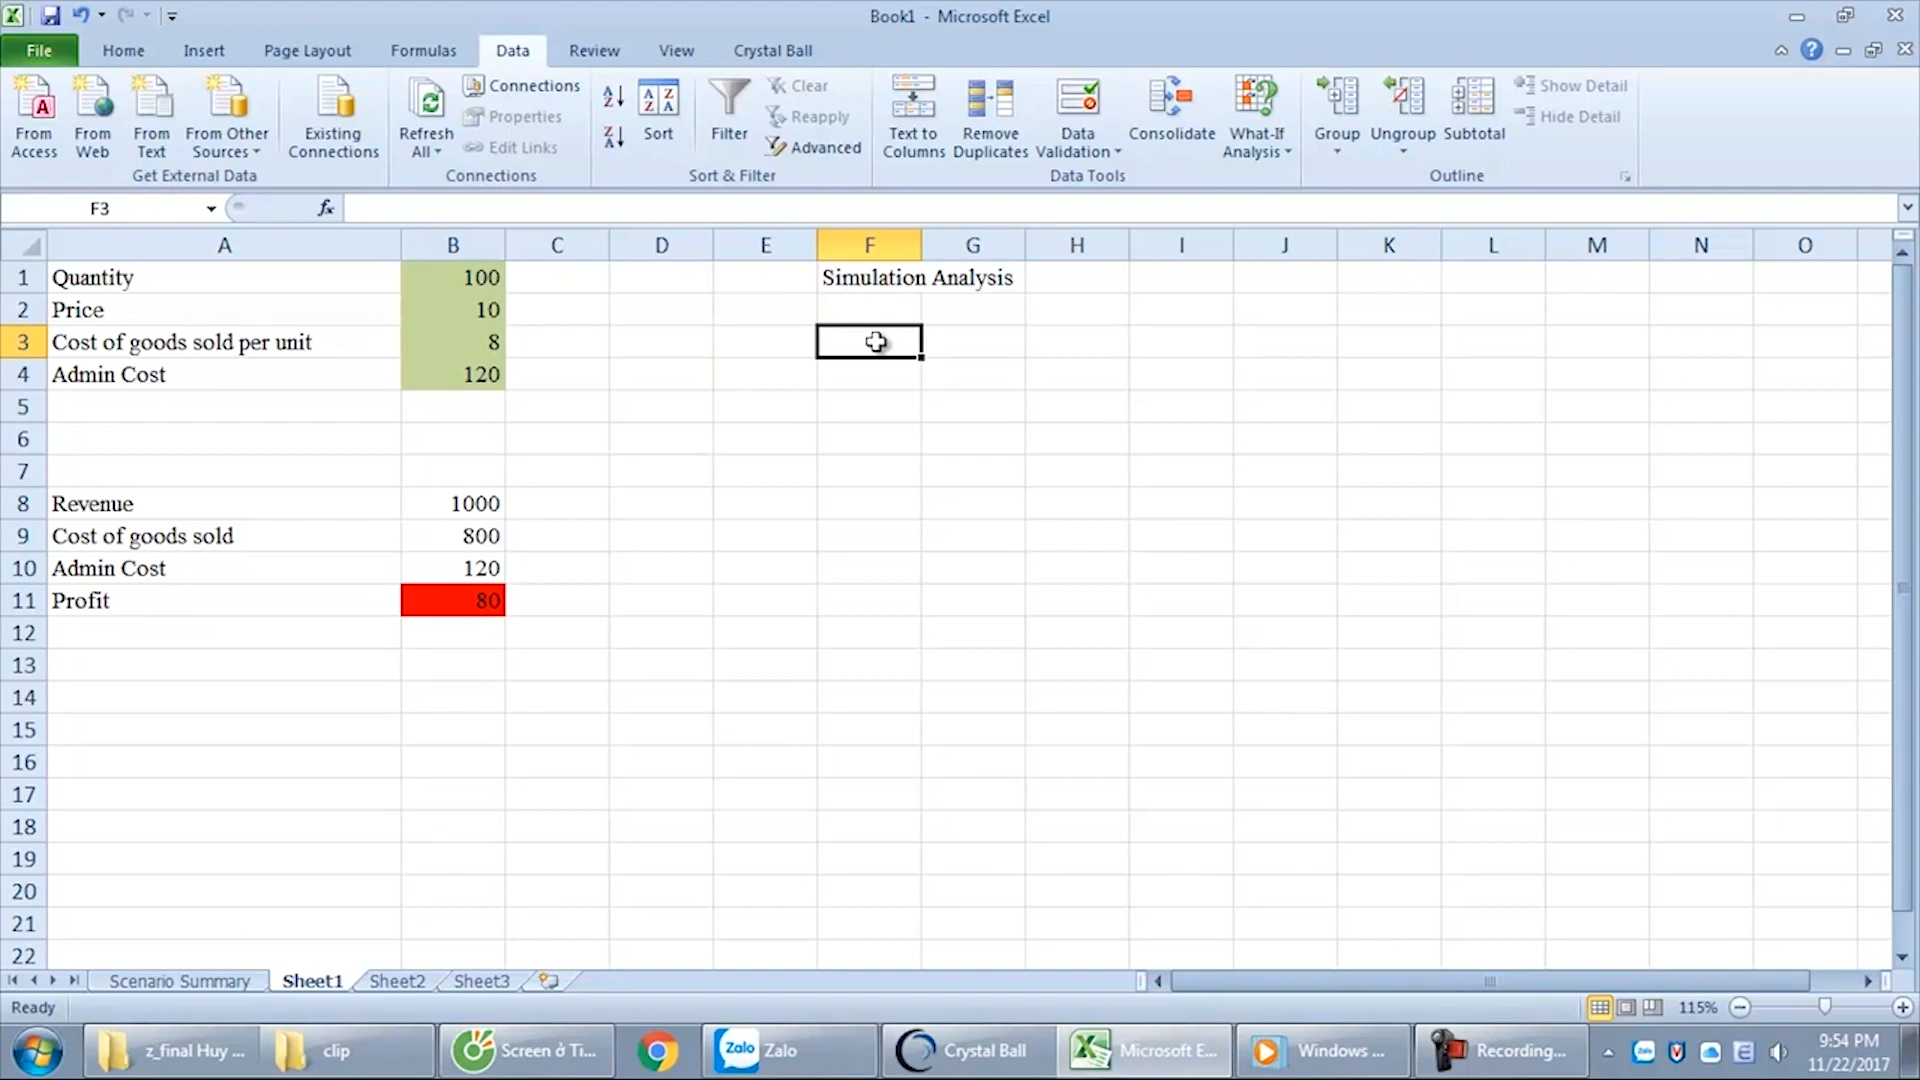 Book1 - Microsoft Excel
File Home Insert Page Layout Formulas Data Review View Crystal Ball
From Access
From Web
From Text
From Other Sources
Existing Connections
Get External Data
Refresh All
Connections
Properties
Edit Links
Connections
Sort
Filter
Clear
Reapply
Advanced
Sort & Filter
Text to Columns
Remove Duplicates
Data Validation
Consolidate
What-If Analysis
Data Tools
Group
Ungroup
Subtotal
Show Detail
Hide Detail
Outline
F3 fx
A B C D E F G H I J K L M N O
1 Quantity 100 Simulation Analysis
2 Price 10
3 Cost of goods sold per unit 8
4 Admin Cost 120
5
6
7
8 Revenue 1000
9 Cost of goods sold 800
10 Admin Cost 120
11 Profit 80
12
13
14
15
16
17
18
19
20
21
22
Scenario Summary Sheet1 Sheet2 Sheet3
Ready 115%
z_final Huy ... clip Screen ở Ti... Zalo Zalo Crystal Ball Microsoft E... Windows ... Recording... 9:54 PM
11/22/2017